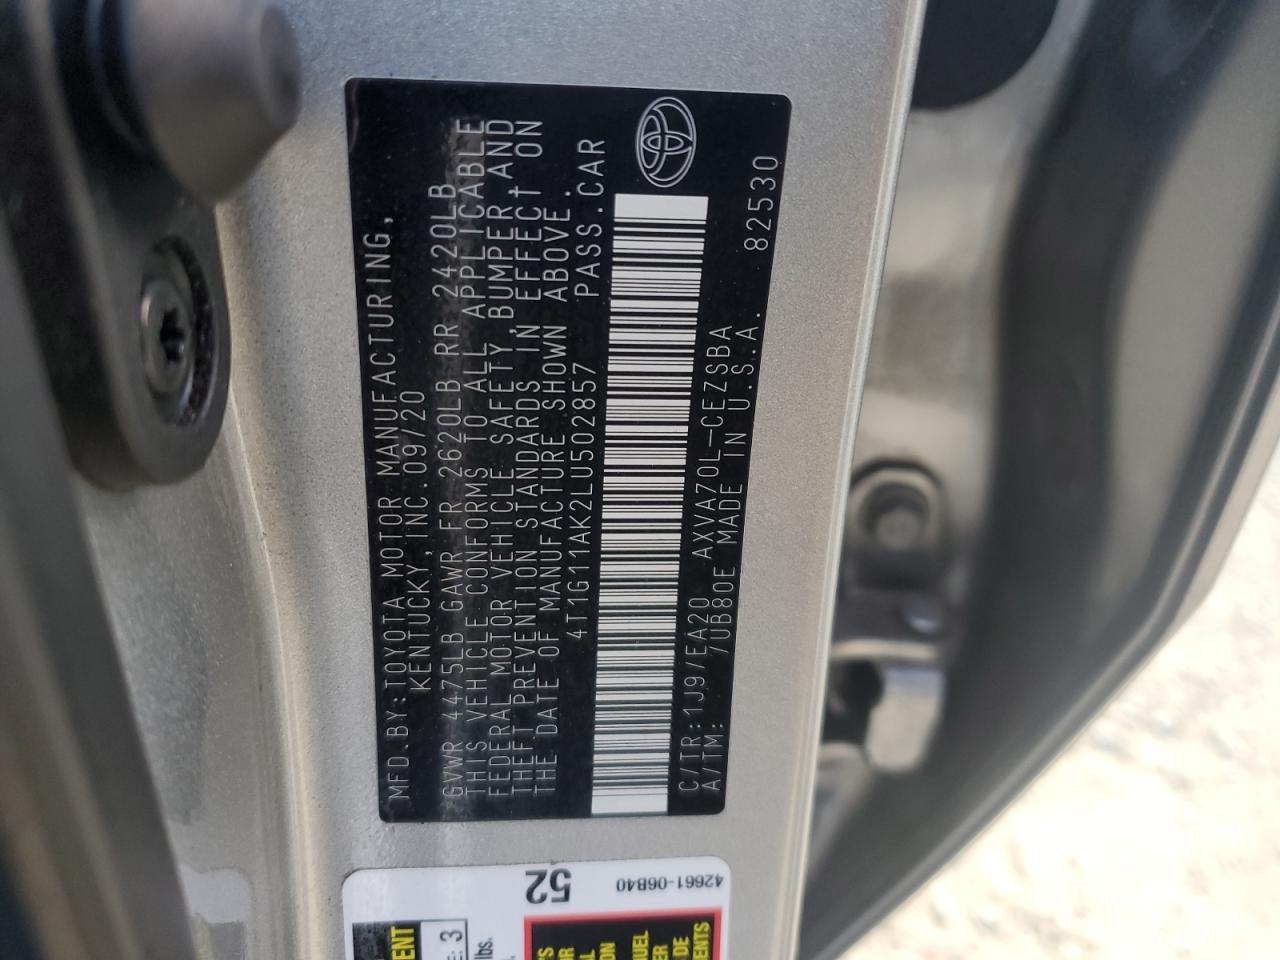 MFD.BY:TOYOTA MOTOR MANUFACTURING,
KENTUCKY,INC.09/20
GVWR 4475LB GAWR FR 2620LB RR 2420LB
THIS VEHICLE CONFORMS TO ALL APPLICABLE
FEDERAL MOTOR VEHICLE SAFETY,BUMPER,AND
THEFT PREVENTION STANDARDS IN EFFECT ON
THE DATE OF MANUFACTURE SHOWN ABOVE.
4T1G11AK2LU502857 PASS.CAR
C/TR:1J9/EA20 AXVA70L-CEZSBA
A/TM: /UB80E MADE IN U.S.A. 82530
52
42661-06B40
3
lbs.